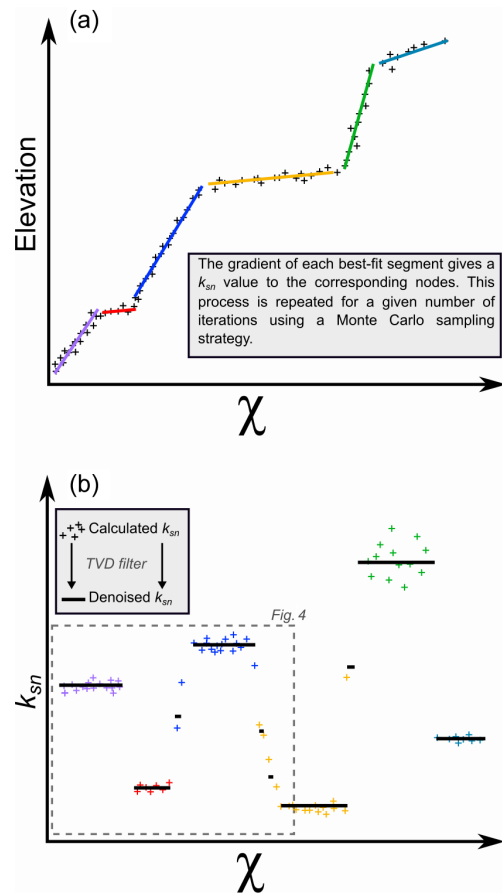 (a)
Elevation
The gradient of each best-fit segment gives a
ksn value to the corresponding nodes. This
process is repeated for a given number of
iterations using a Monte Carlo sampling
strategy.
χ
(b)
Calculated ksn
TVD filter
Denoised ksn
Fig. 4
ksn
χ